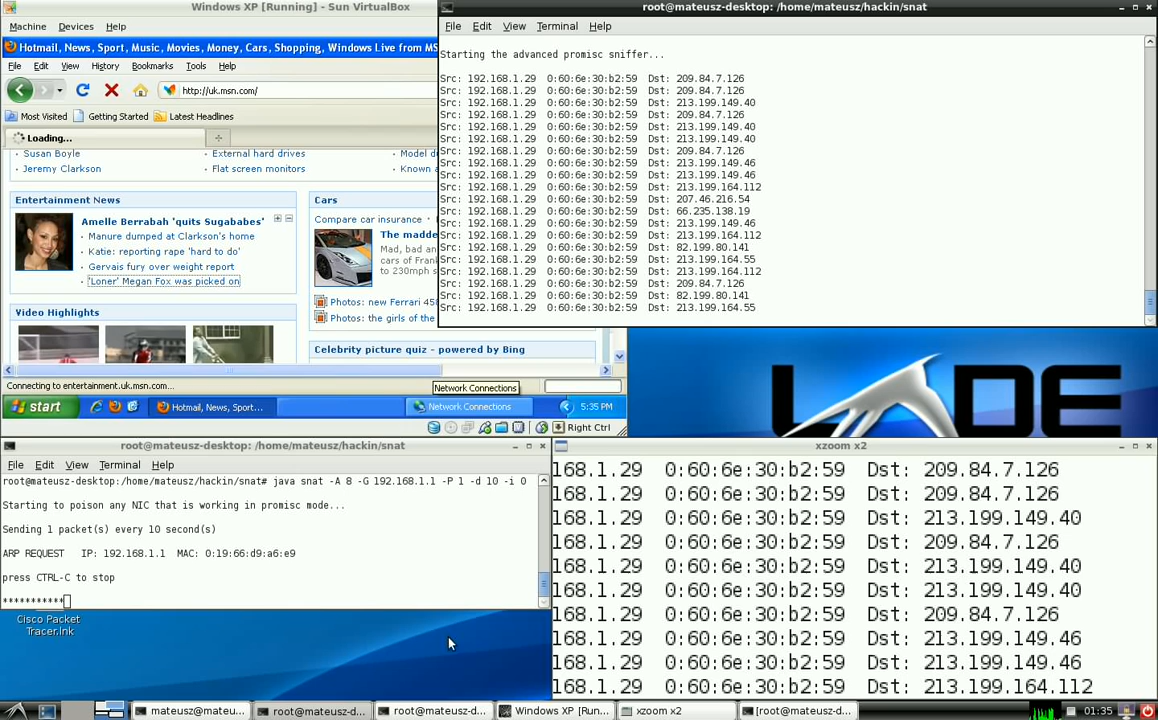 Windows XP [Running] - Sun VirtualBox
Machine Devices Help
Hotmail, News, Sport, Music, Movies, Money, Cars, Shopping, Windows Live from MS
File Edit View History Bookmarks Tools Help
http://uk.msn.com/
Most Visited Getting Started Latest Headlines
Loading...
Susan Boyle External hard drives Model d
Jeremy Clarkson Flat screen monitors Known a
Entertainment News Cars
Amelle Berrabah 'quits Sugababes' Compare car insurance
Manure dumped at Clarkson's home The madde
Katie: reporting rape 'hard to do' Mad, bad an
Gervais fury over weight report cars of Frank
'Loner' Megan Fox was picked on to 230mph s
Photos: new Ferrari 458
Video Highlights Photos: the girls of the
Celebrity picture quiz - powered by Bing
Connecting to entertainment.uk.msn.com...
Network Connections
start Hotmail, News, Sport... Network Connections 5:35 PM
Right Ctrl
root@mateusz-desktop: /home/mateusz/hackin/snat
File Edit View Terminal Help
Starting the advanced promisc sniffer...
Src: 192.168.1.29 0:60:6e:30:b2:59 Dst: 209.84.7.126
Src: 192.168.1.29 0:60:6e:30:b2:59 Dst: 209.84.7.126
Src: 192.168.1.29 0:60:6e:30:b2:59 Dst: 213.199.149.40
Src: 192.168.1.29 0:60:6e:30:b2:59 Dst: 209.84.7.126
Src: 192.168.1.29 0:60:6e:30:b2:59 Dst: 213.199.149.40
Src: 192.168.1.29 0:60:6e:30:b2:59 Dst: 213.199.149.40
Src: 192.168.1.29 0:60:6e:30:b2:59 Dst: 209.84.7.126
Src: 192.168.1.29 0:60:6e:30:b2:59 Dst: 213.199.149.46
Src: 192.168.1.29 0:60:6e:30:b2:59 Dst: 213.199.149.46
Src: 192.168.1.29 0:60:6e:30:b2:59 Dst: 213.199.164.112
Src: 192.168.1.29 0:60:6e:30:b2:59 Dst: 207.46.216.54
Src: 192.168.1.29 0:60:6e:30:b2:59 Dst: 66.235.138.19
Src: 192.168.1.29 0:60:6e:30:b2:59 Dst: 213.199.149.46
Src: 192.168.1.29 0:60:6e:30:b2:59 Dst: 213.199.164.112
Src: 192.168.1.29 0:60:6e:30:b2:59 Dst: 82.199.80.141
Src: 192.168.1.29 0:60:6e:30:b2:59 Dst: 213.199.164.55
Src: 192.168.1.29 0:60:6e:30:b2:59 Dst: 213.199.164.112
Src: 192.168.1.29 0:60:6e:30:b2:59 Dst: 209.84.7.126
Src: 192.168.1.29 0:60:6e:30:b2:59 Dst: 82.199.80.141
Src: 192.168.1.29 0:60:6e:30:b2:59 Dst: 213.199.164.55
root@mateusz-desktop: /home/mateusz/hackin/snat
File Edit View Terminal Help
root@mateusz-desktop:/home/mateusz/hackin/snat# java snat -A 8 -G 192.168.1.1 -P 1 -d 10 -i 0
Starting to poison any NIC that is working in promisc mode...
Sending 1 packet(s) every 10 second(s)
ARP REQUEST IP: 192.168.1.1 MAC: 0:19:66:d9:a6:e9
press CTRL-C to stop
***********
Cisco Packet
Tracer.lnk
xzoom x2
168.1.29 0:60:6e:30:b2:59 Dst: 209.84.7.126
168.1.29 0:60:6e:30:b2:59 Dst: 209.84.7.126
168.1.29 0:60:6e:30:b2:59 Dst: 213.199.149.40
168.1.29 0:60:6e:30:b2:59 Dst: 209.84.7.126
168.1.29 0:60:6e:30:b2:59 Dst: 213.199.149.40
168.1.29 0:60:6e:30:b2:59 Dst: 213.199.149.40
168.1.29 0:60:6e:30:b2:59 Dst: 209.84.7.126
168.1.29 0:60:6e:30:b2:59 Dst: 213.199.149.46
168.1.29 0:60:6e:30:b2:59 Dst: 213.199.149.46
168.1.29 0:60:6e:30:b2:59 Dst: 213.199.164.112
mateusz@mateu... root@mateusz-d... root@mateusz-d... Windows XP [Run... xzoom x2 [root@mateusz-d... 01:35